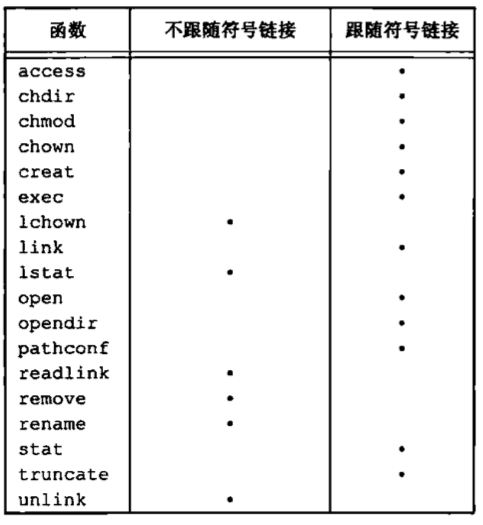 函数 不跟随符号链接 跟随符号链接
access •
chdir •
chmod •
chown •
creat •
exec •
lchown •
link •
lstat •
open •
opendir •
pathconf •
readlink •
remove •
rename •
stat •
truncate •
unlink •